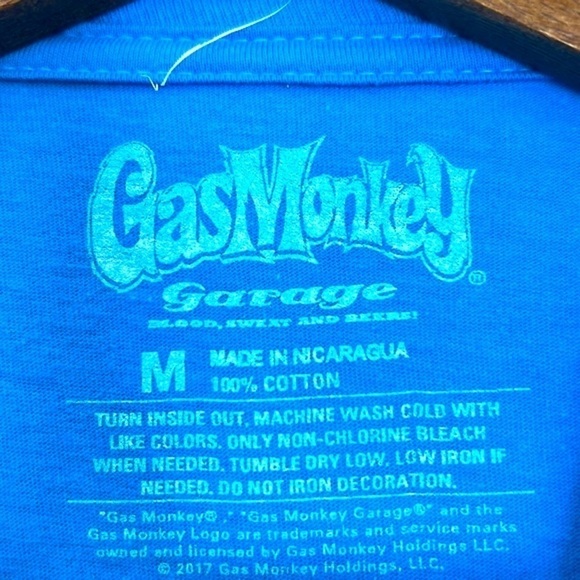 GasMonkey®
Garage
BLOOD, SWEAT AND BEERS!
M MADE IN NICARAGUA
100% COTTON
TURN INSIDE OUT, MACHINE WASH COLD WITH
LIKE COLORS. ONLY NON-CHLORINE BLEACH
WHEN NEEDED. TUMBLE DRY LOW. LOW IRON IF
NEEDED. DO NOT IRON DECORATION.
"Gas Monkey®," "Gas Monkey Garage®" and the
Gas Monkey Logo are trademarks and service marks
owned and licensed by Gas Monkey Holdings LLC.
© 2017 Gas Monkey Holdings, LLC.